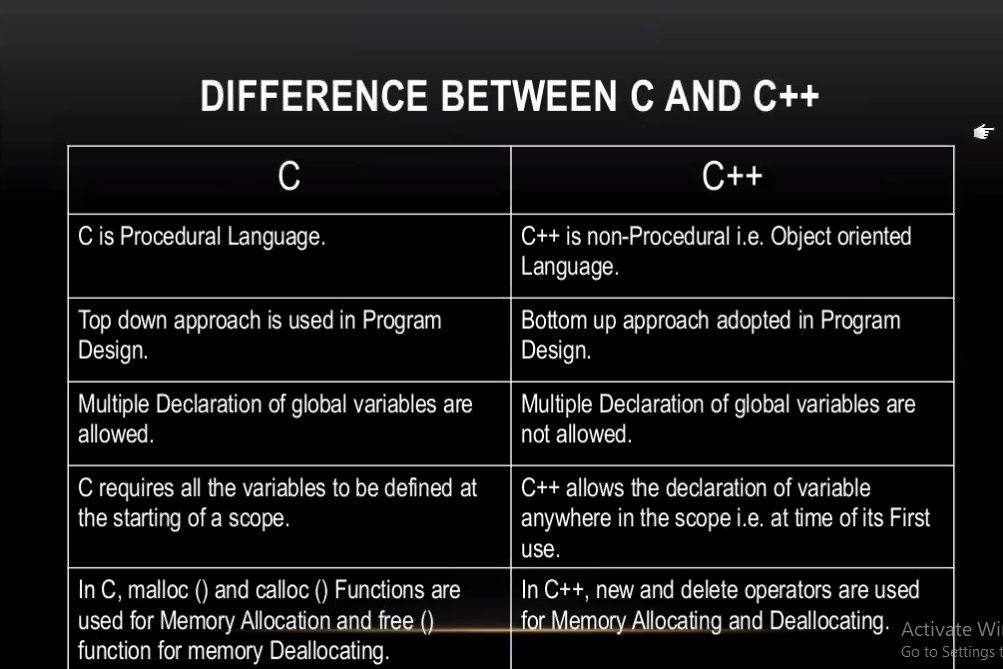 DIFFERENCE BETWEEN C AND C++
C
C++
C is Procedural Language.
C++ is non-Procedural i.e. Object oriented
Language.
Top down approach is used in Program
Design.
Bottom up approach adopted in Program
Design.
Multiple Declaration of global variables are
allowed.
Multiple Declaration of global variables are
not allowed.
C requires all the variables to be defined at
the starting of a scope.
C++ allows the declaration of variable
anywhere in the scope i.e. at time of its First
use.
In C, malloc () and calloc () Functions are
used for Memory Allocation and free ()
function for memory Deallocating.
In C++, new and delete operators are used
for Memory Allocating and Deallocating.
Activate Wi
Go to Settings t